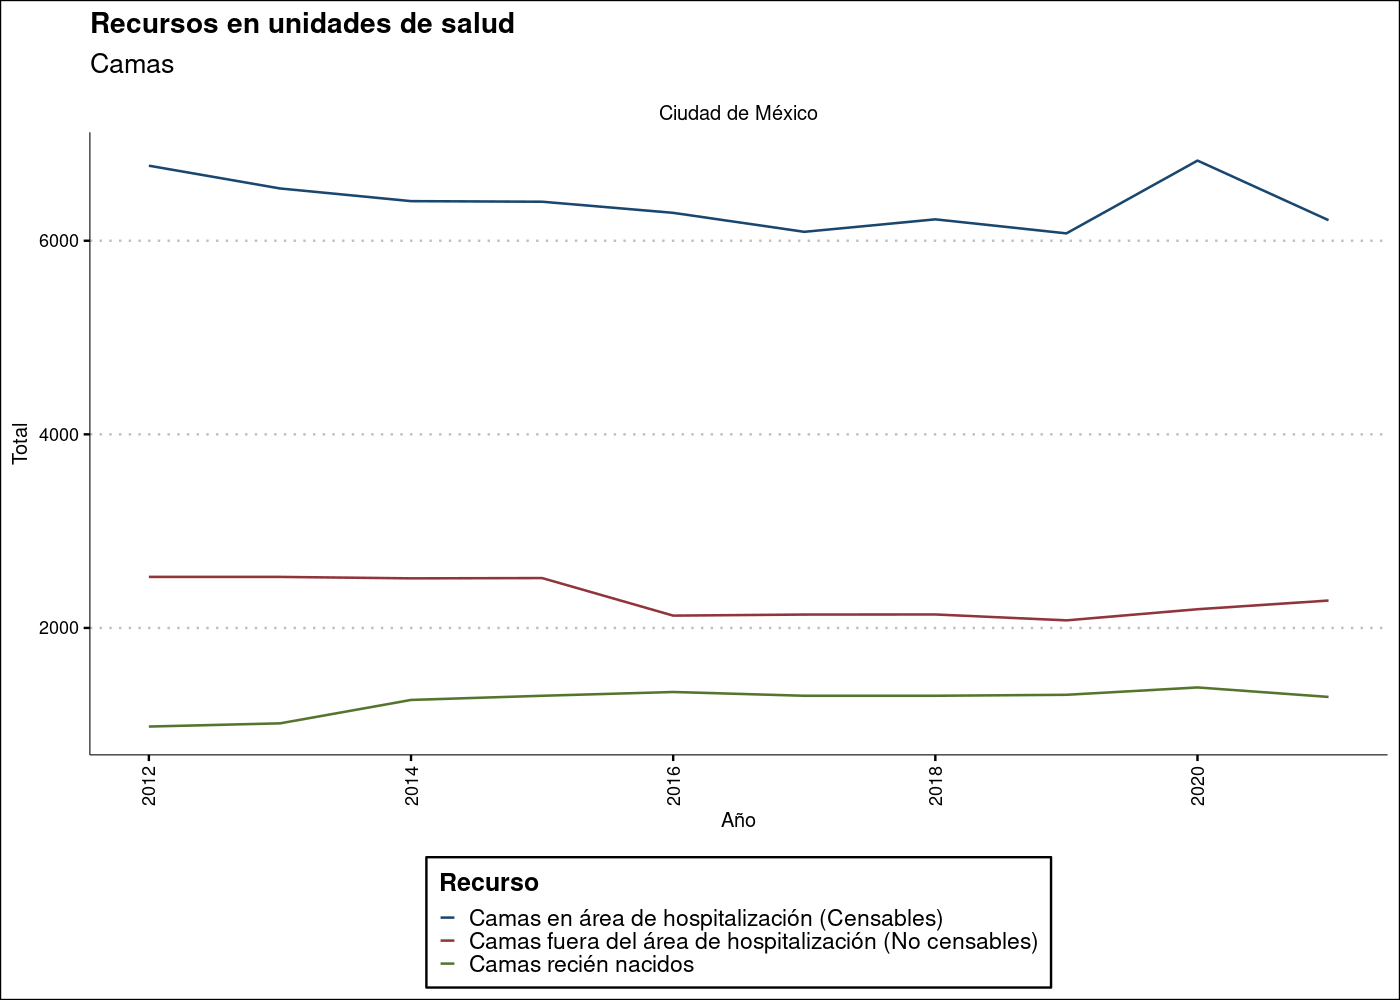 Recursos en unidades de salud
Camas
Ciudad de México
Total
6000
4000
2000
2012
2014
2016
2018
2020
Año
Recurso
Camas en área de hospitalización (Censables)
Camas fuera del área de hospitalización (No censables)
Camas recién nacidos